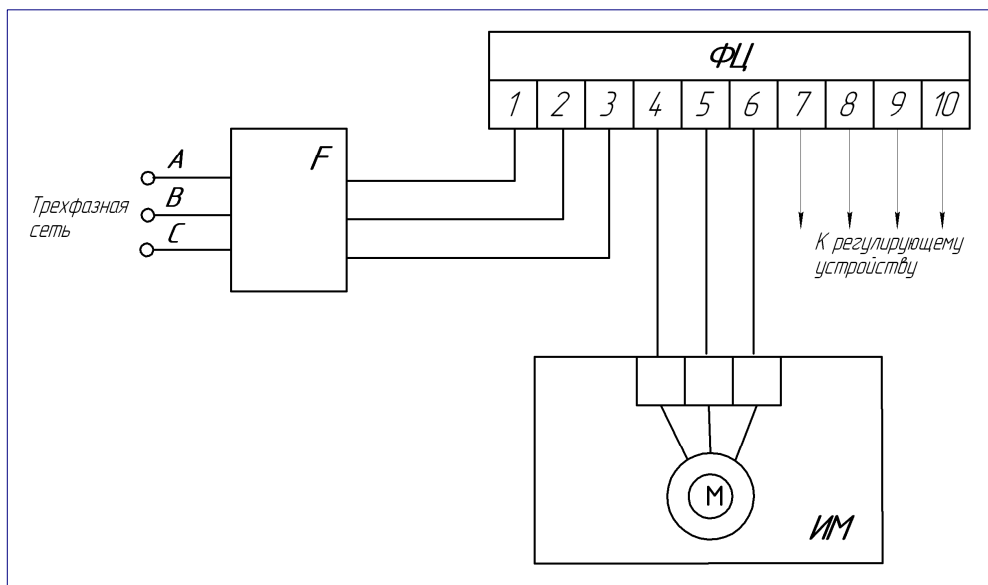 ФЦ
1 2 3 4 5 6 7 8 9 10
F
A
B
C
Трехфазная
сеть
К регулирующему
устройству
М
ИМ